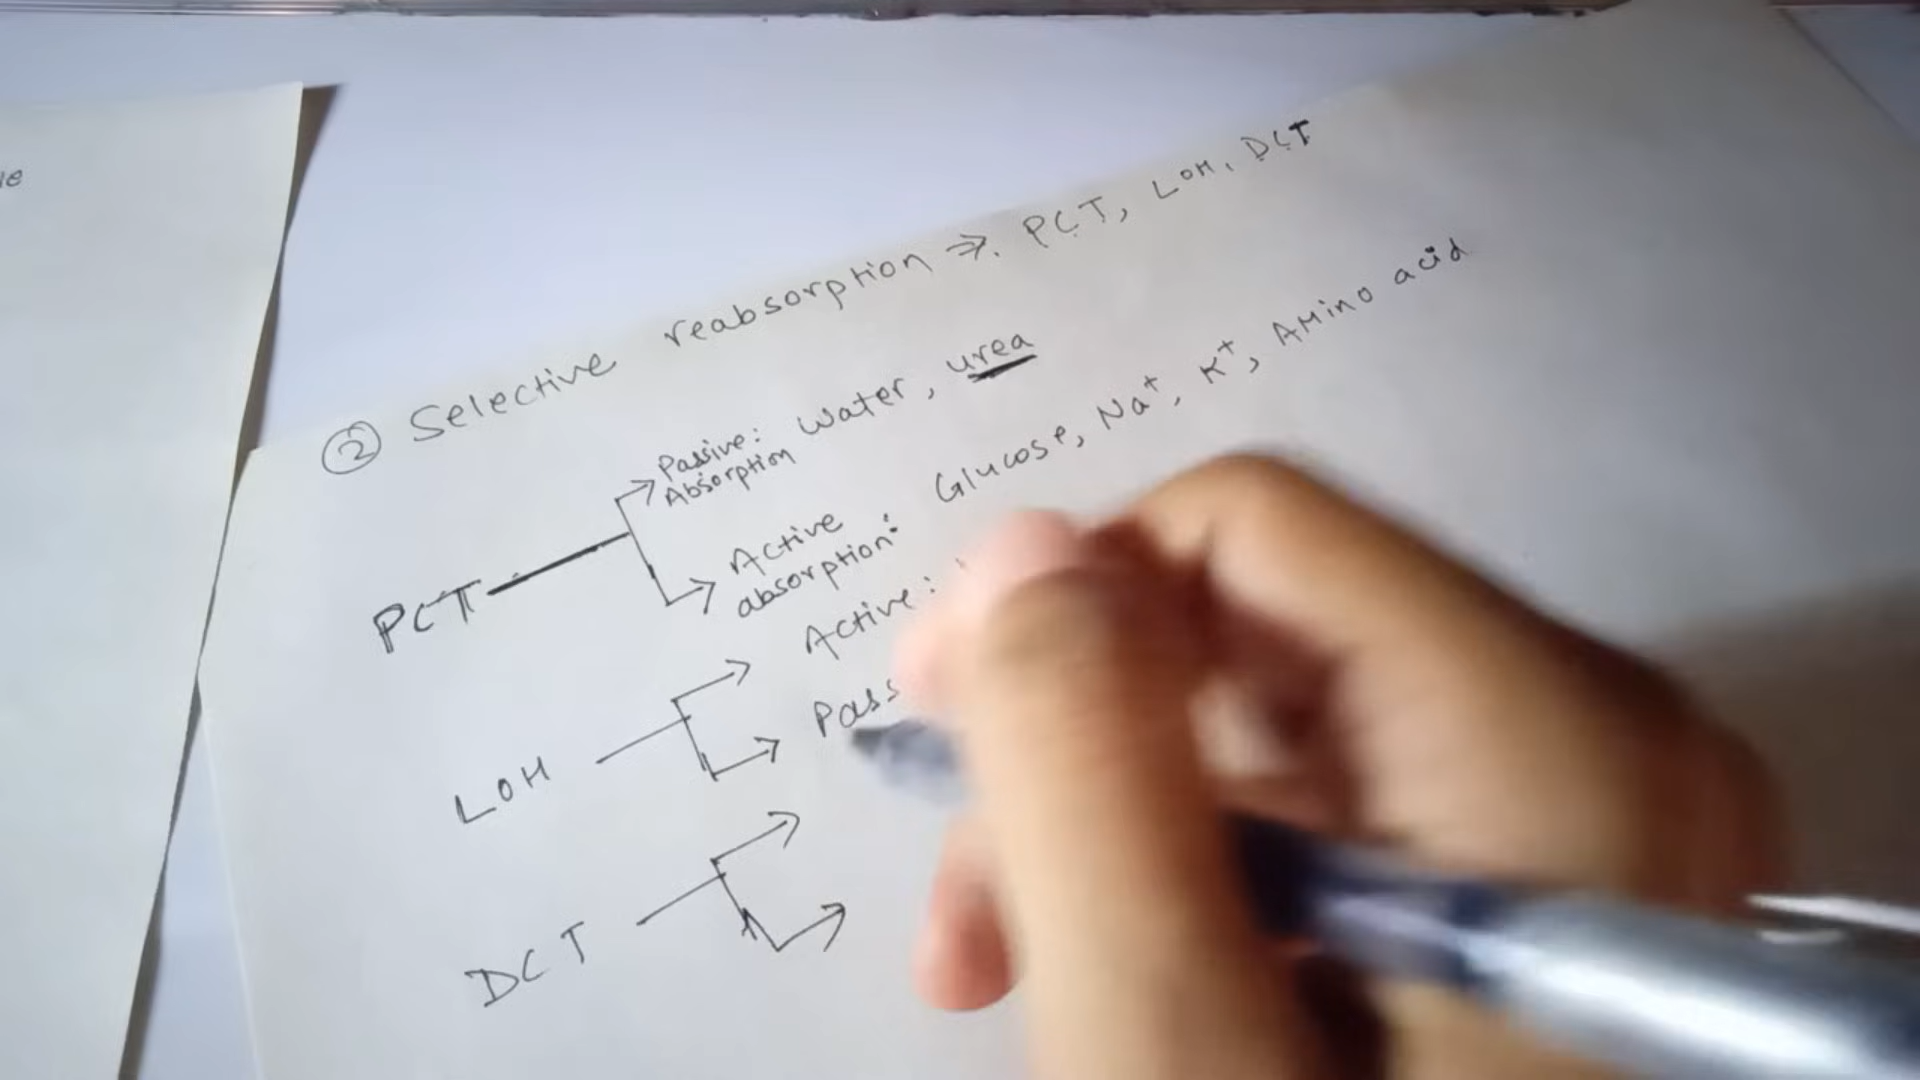 ② Selective reabsorption ⇒. PCT, LOH, DCT
Passive: Water, urea
Absorption
PCT
Active
absorption: Glucose, Na⁺, K⁺, AMino acid
Active:
LOH
Pass
DCT